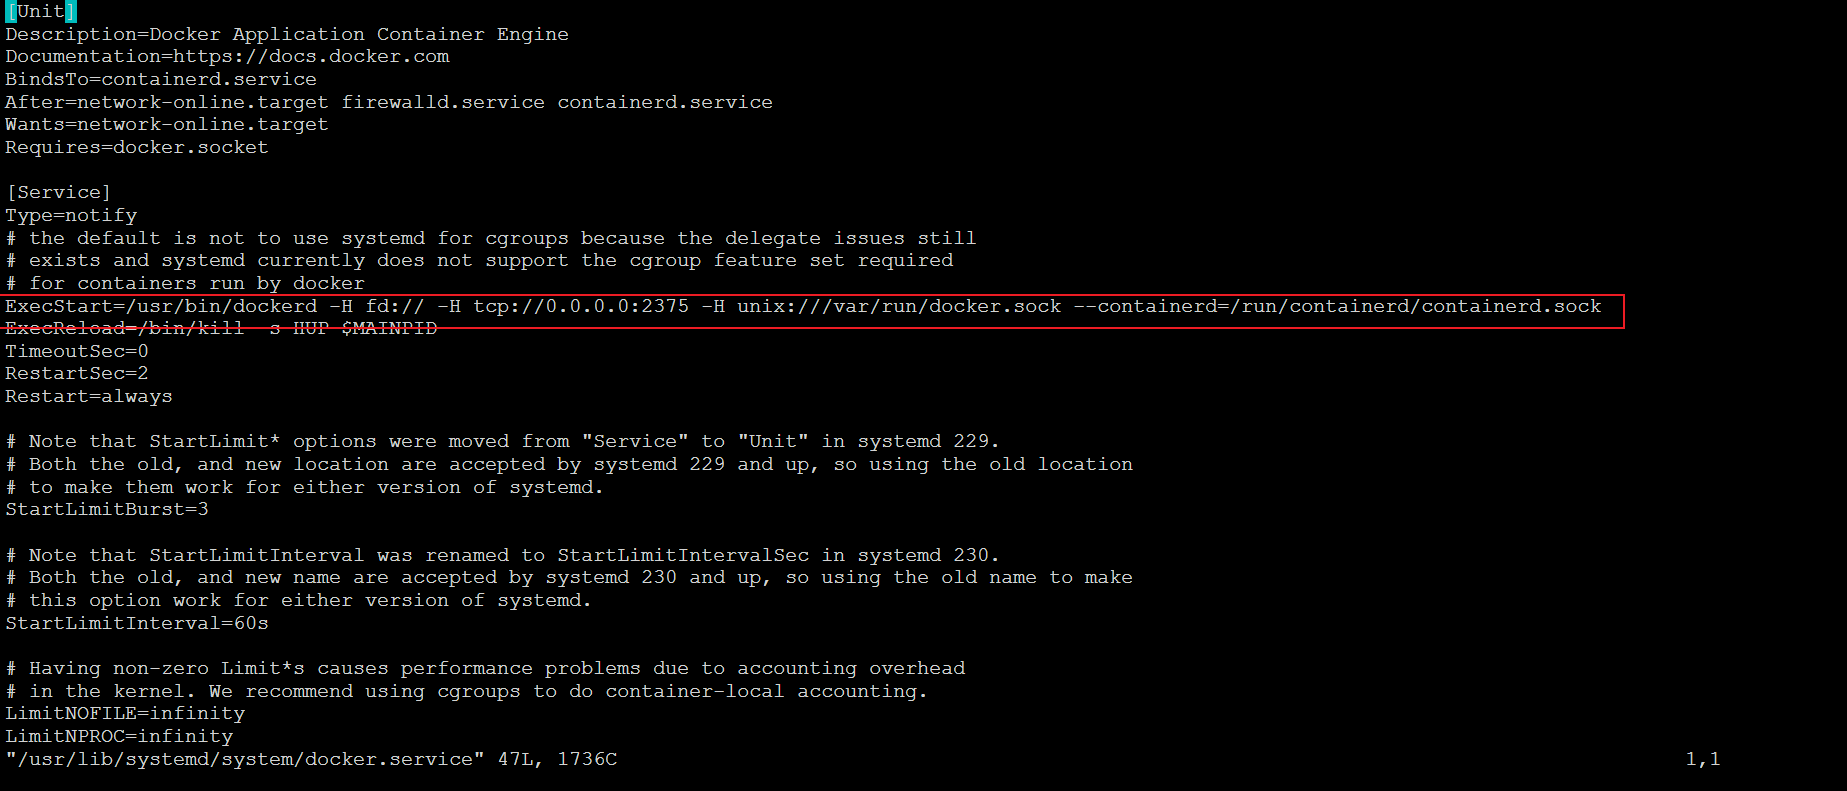 [Unit]
Description=Docker Application Container Engine
Documentation=https://docs.docker.com
BindsTo=containerd.service
After=network-online.target firewalld.service containerd.service
Wants=network-online.target
Requires=docker.socket
[Service]
Type=notify
# the default is not to use systemd for cgroups because the delegate issues still
# exists and systemd currently does not support the cgroup feature set required
# for containers run by docker
ExecStart=/usr/bin/dockerd -H fd:// -H tcp://0.0.0.0:2375 -H unix:///var/run/docker.sock --containerd=/run/containerd/containerd.sock
ExecReload=/bin/kill -s HUP $MAINPID
TimeoutSec=0
RestartSec=2
Restart=always
# Note that StartLimit* options were moved from "Service" to "Unit" in systemd 229.
# Both the old, and new location are accepted by systemd 229 and up, so using the old location
# to make them work for either version of systemd.
StartLimitBurst=3
# Note that StartLimitInterval was renamed to StartLimitIntervalSec in systemd 230.
# Both the old, and new name are accepted by systemd 230 and up, so using the old name to make
# this option work for either version of systemd.
StartLimitInterval=60s
# Having non-zero Limit*s causes performance problems due to accounting overhead
# in the kernel. We recommend using cgroups to do container-local accounting.
LimitNOFILE=infinity
LimitNPROC=infinity
"/usr/lib/systemd/system/docker.service" 47L, 1736C 1,1